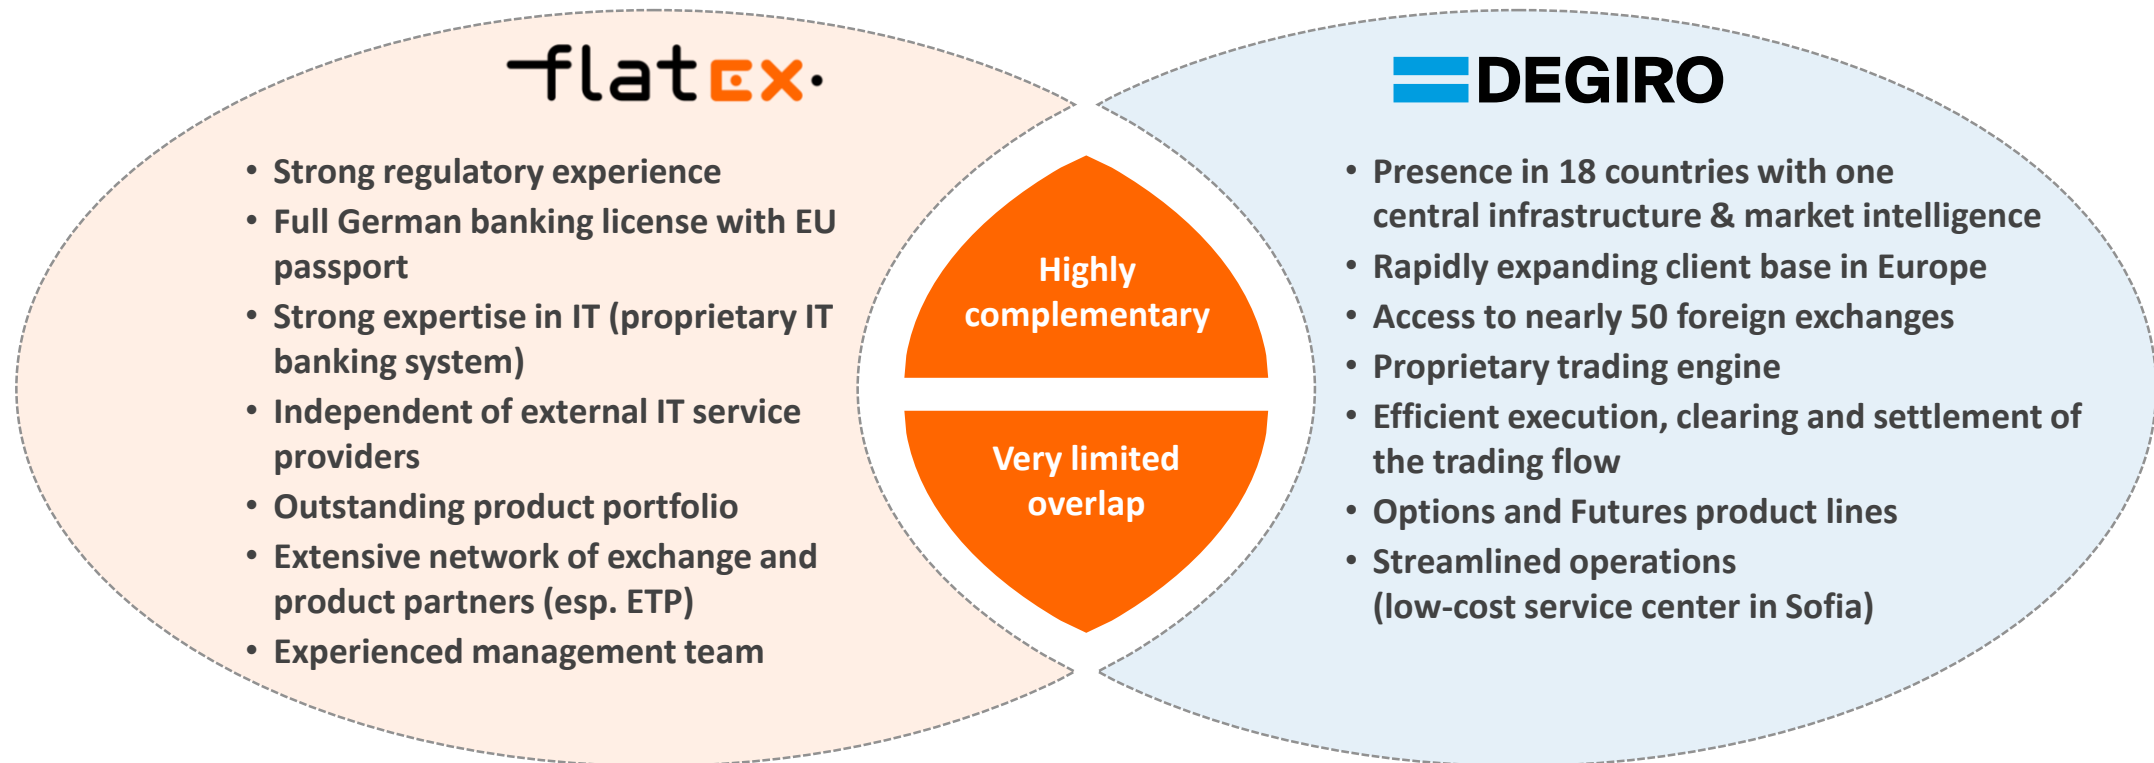 flatex
• Strong regulatory experience
• Full German banking license with EU
passport
• Strong expertise in IT (proprietary IT
banking system)
• Independent of external IT service
providers
• Outstanding product portfolio
• Extensive network of exchange and
product partners (esp. ETP)
• Experienced management team
Highly
complementary
Very limited
overlap
DEGIRO
• Presence in 18 countries with one
central infrastructure & market intelligence
• Rapidly expanding client base in Europe
• Access to nearly 50 foreign exchanges
• Proprietary trading engine
• Efficient execution, clearing and settlement of
the trading flow
• Options and Futures product lines
• Streamlined operations
(low-cost service center in Sofia)